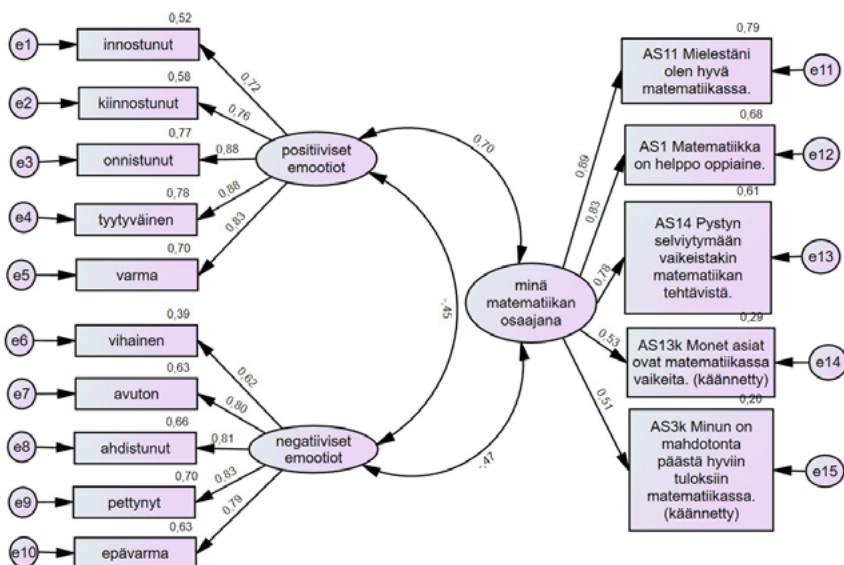 0,52
e1
innostunut
0,72
0,58
e2
kiinnostunut
0,76
0,77
e3
onnistunut
0,88
0,78
e4
tyytyväinen
0,88
0,70
e5
varma
0,83
positiiviset
emootiot
0,39
e6
vihainen
0,62
0,63
e7
avuton
0,80
0,66
e8
ahdistunut
0,81
0,70
e9
pettynyt
0,83
0,63
e10
epävarma
0,79
negatiiviset
emootiot
0,70
-,45
-,47
minä
matematiikan
osaajana
0,79
AS11 Mielestäni
olen hyvä
matematiikassa.
e11
0,89
0,68
AS1 Matematiikka
on helppo oppiaine.
e12
0,83
0,61
AS14 Pystyn
selviytymään
vaikeistakin
matematiikan
tehtävistä.
e13
0,78
0,29
AS13k Monet asiat
ovat matematiikassa
vaikeita. (käännetty)
e14
0,53
0,20
AS3k Minun on
mahdotonta
päästä hyviin
tuloksiin
matematiikassa.
(käännetty)
e15
0,51